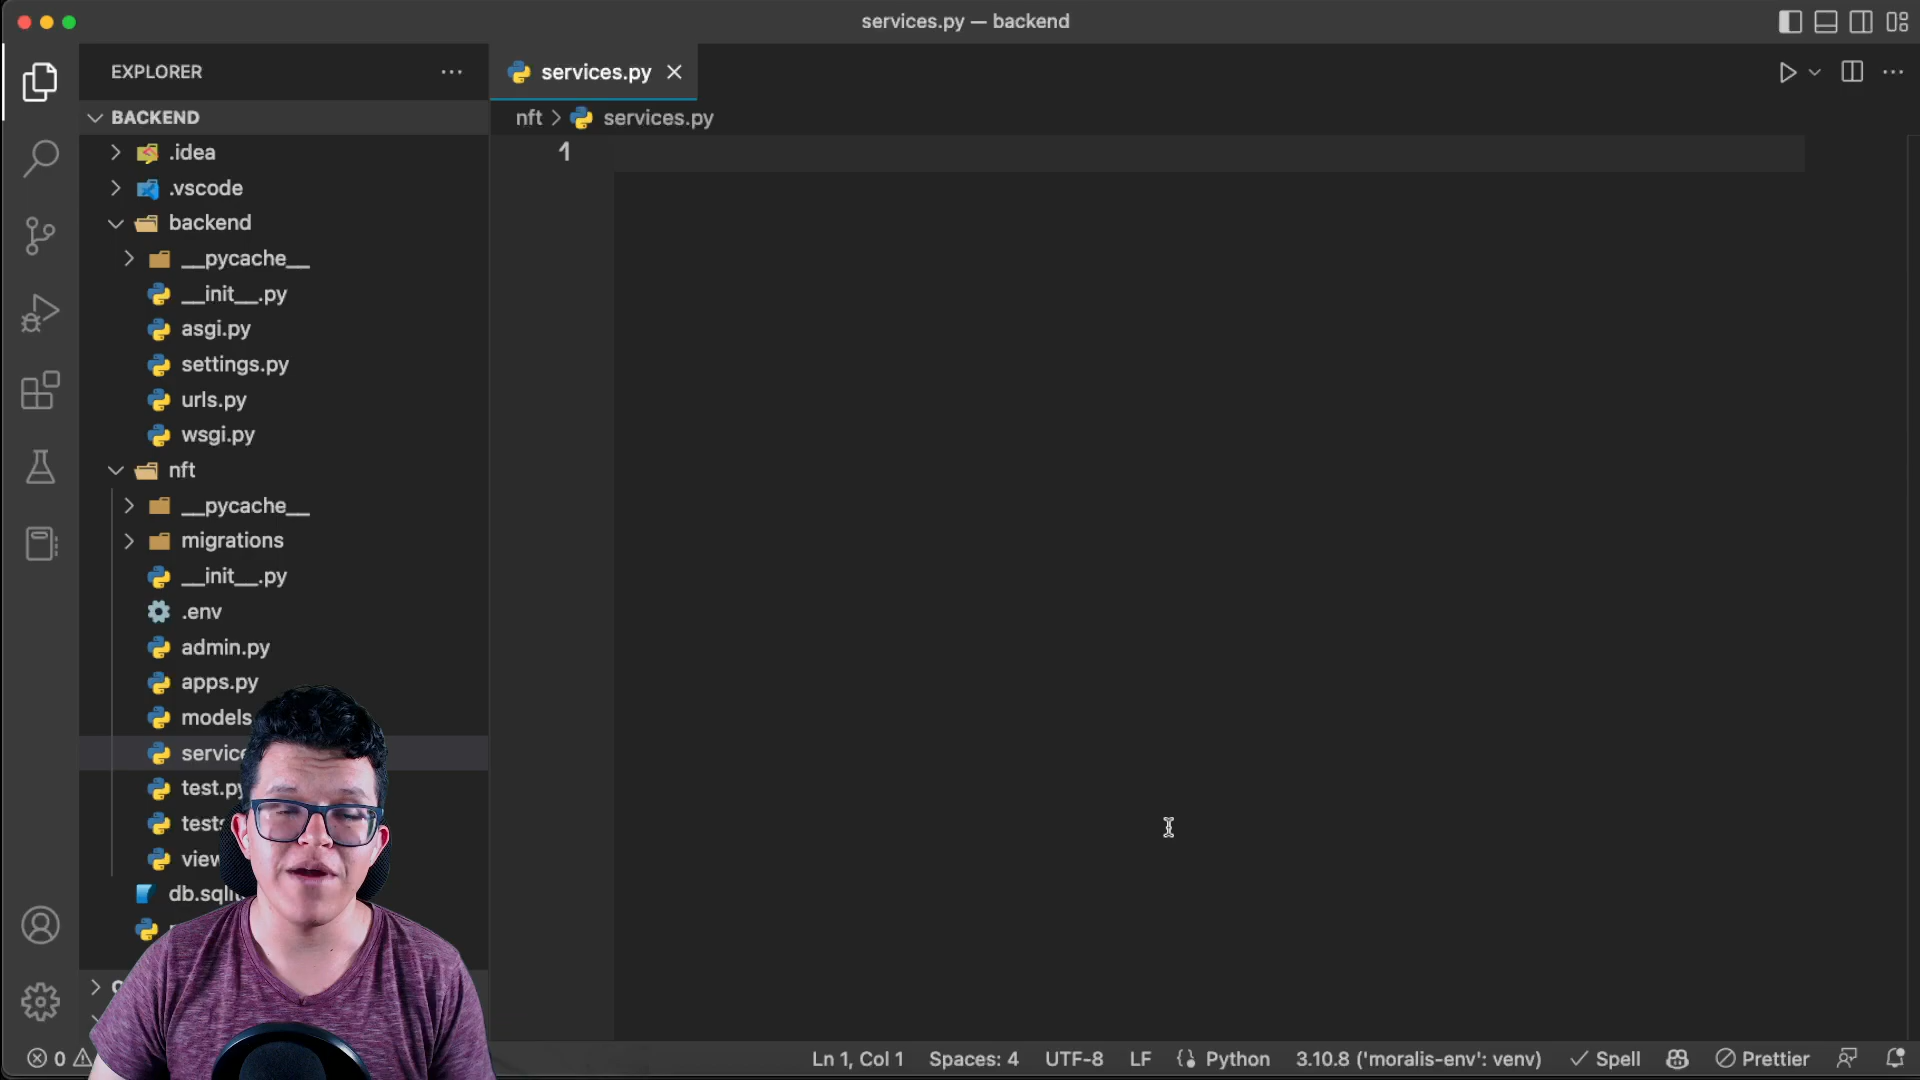 services.py — backend
EXPLORER
services.py
BACKEND
nft > services.py
1
.idea
.vscode
backend
__pycache__
__init__.py
asgi.py
settings.py
urls.py
wsgi.py
nft
__pycache__
migrations
__init__.py
.env
admin.py
apps.py
models
service
test.py
tests
view
db.sqlit
0
Ln 1, Col 1
Spaces: 4
UTF-8
LF
Python
3.10.8 ('moralis-env': venv)
Spell
Prettier